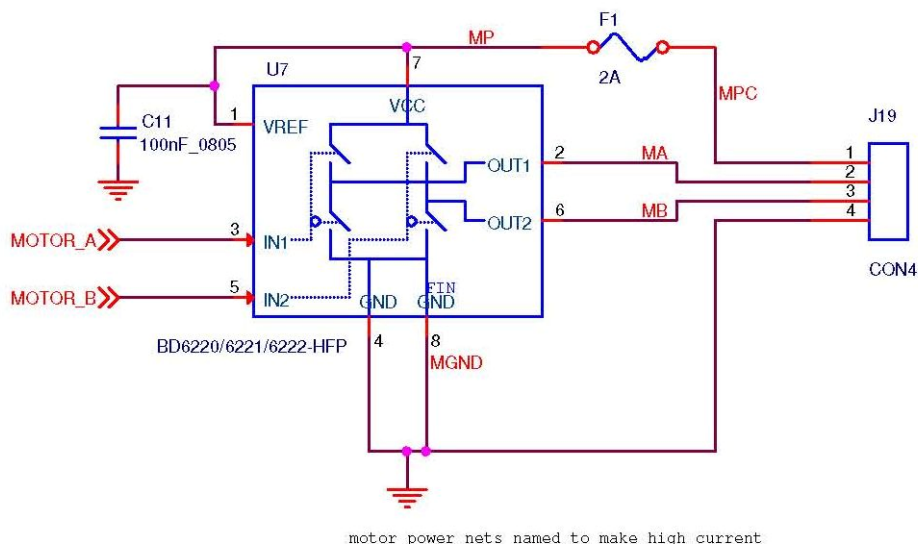 F1
MP
2A
U7
7
MPC
VCC
C11
100nF_0805
1
VREF
J19
OUT1
2
MA
1
2
3
4
OUT2
6
MB
MOTOR_A
3
IN1
CON4
MOTOR_B
5
IN2
FIN
GND
GND
BD6220/6221/6222-HFP
4
8
MGND
motor power nets named to make high current